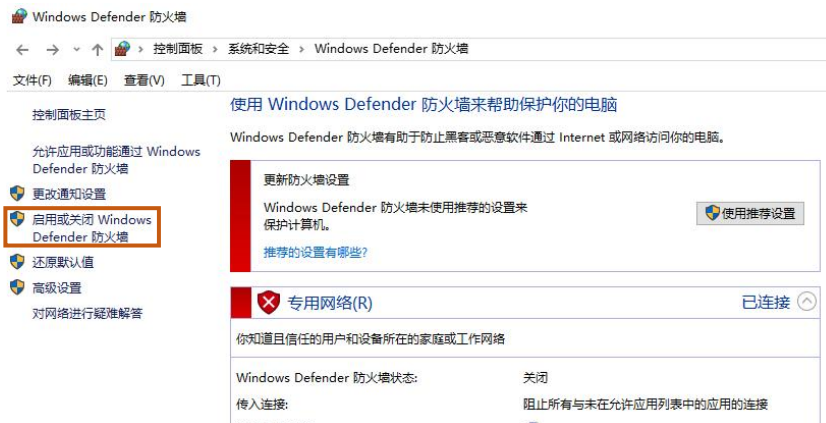 Windows Defender 防火墙
控制面板 › 系统和安全 › Windows Defender 防火墙
文件(F) 编辑(E) 查看(V) 工具(T)
控制面板主页
允许应用或功能通过 Windows
Defender 防火墙
更改通知设置
启用或关闭 Windows
Defender 防火墙
还原默认值
高级设置
对网络进行疑难解答
使用 Windows Defender 防火墙来帮助保护你的电脑
Windows Defender 防火墙有助于防止黑客或恶意软件通过 Internet 或网络访问你的电脑。
更新防火墙设置
Windows Defender 防火墙未使用推荐的设置来
保护计算机。
使用推荐设置
推荐的设置有哪些?
专用网络(R) 已连接
你知道且信任的用户和设备所在的家庭或工作网络
Windows Defender 防火墙状态: 关闭
传入连接: 阻止所有与未在允许应用列表中的应用的连接